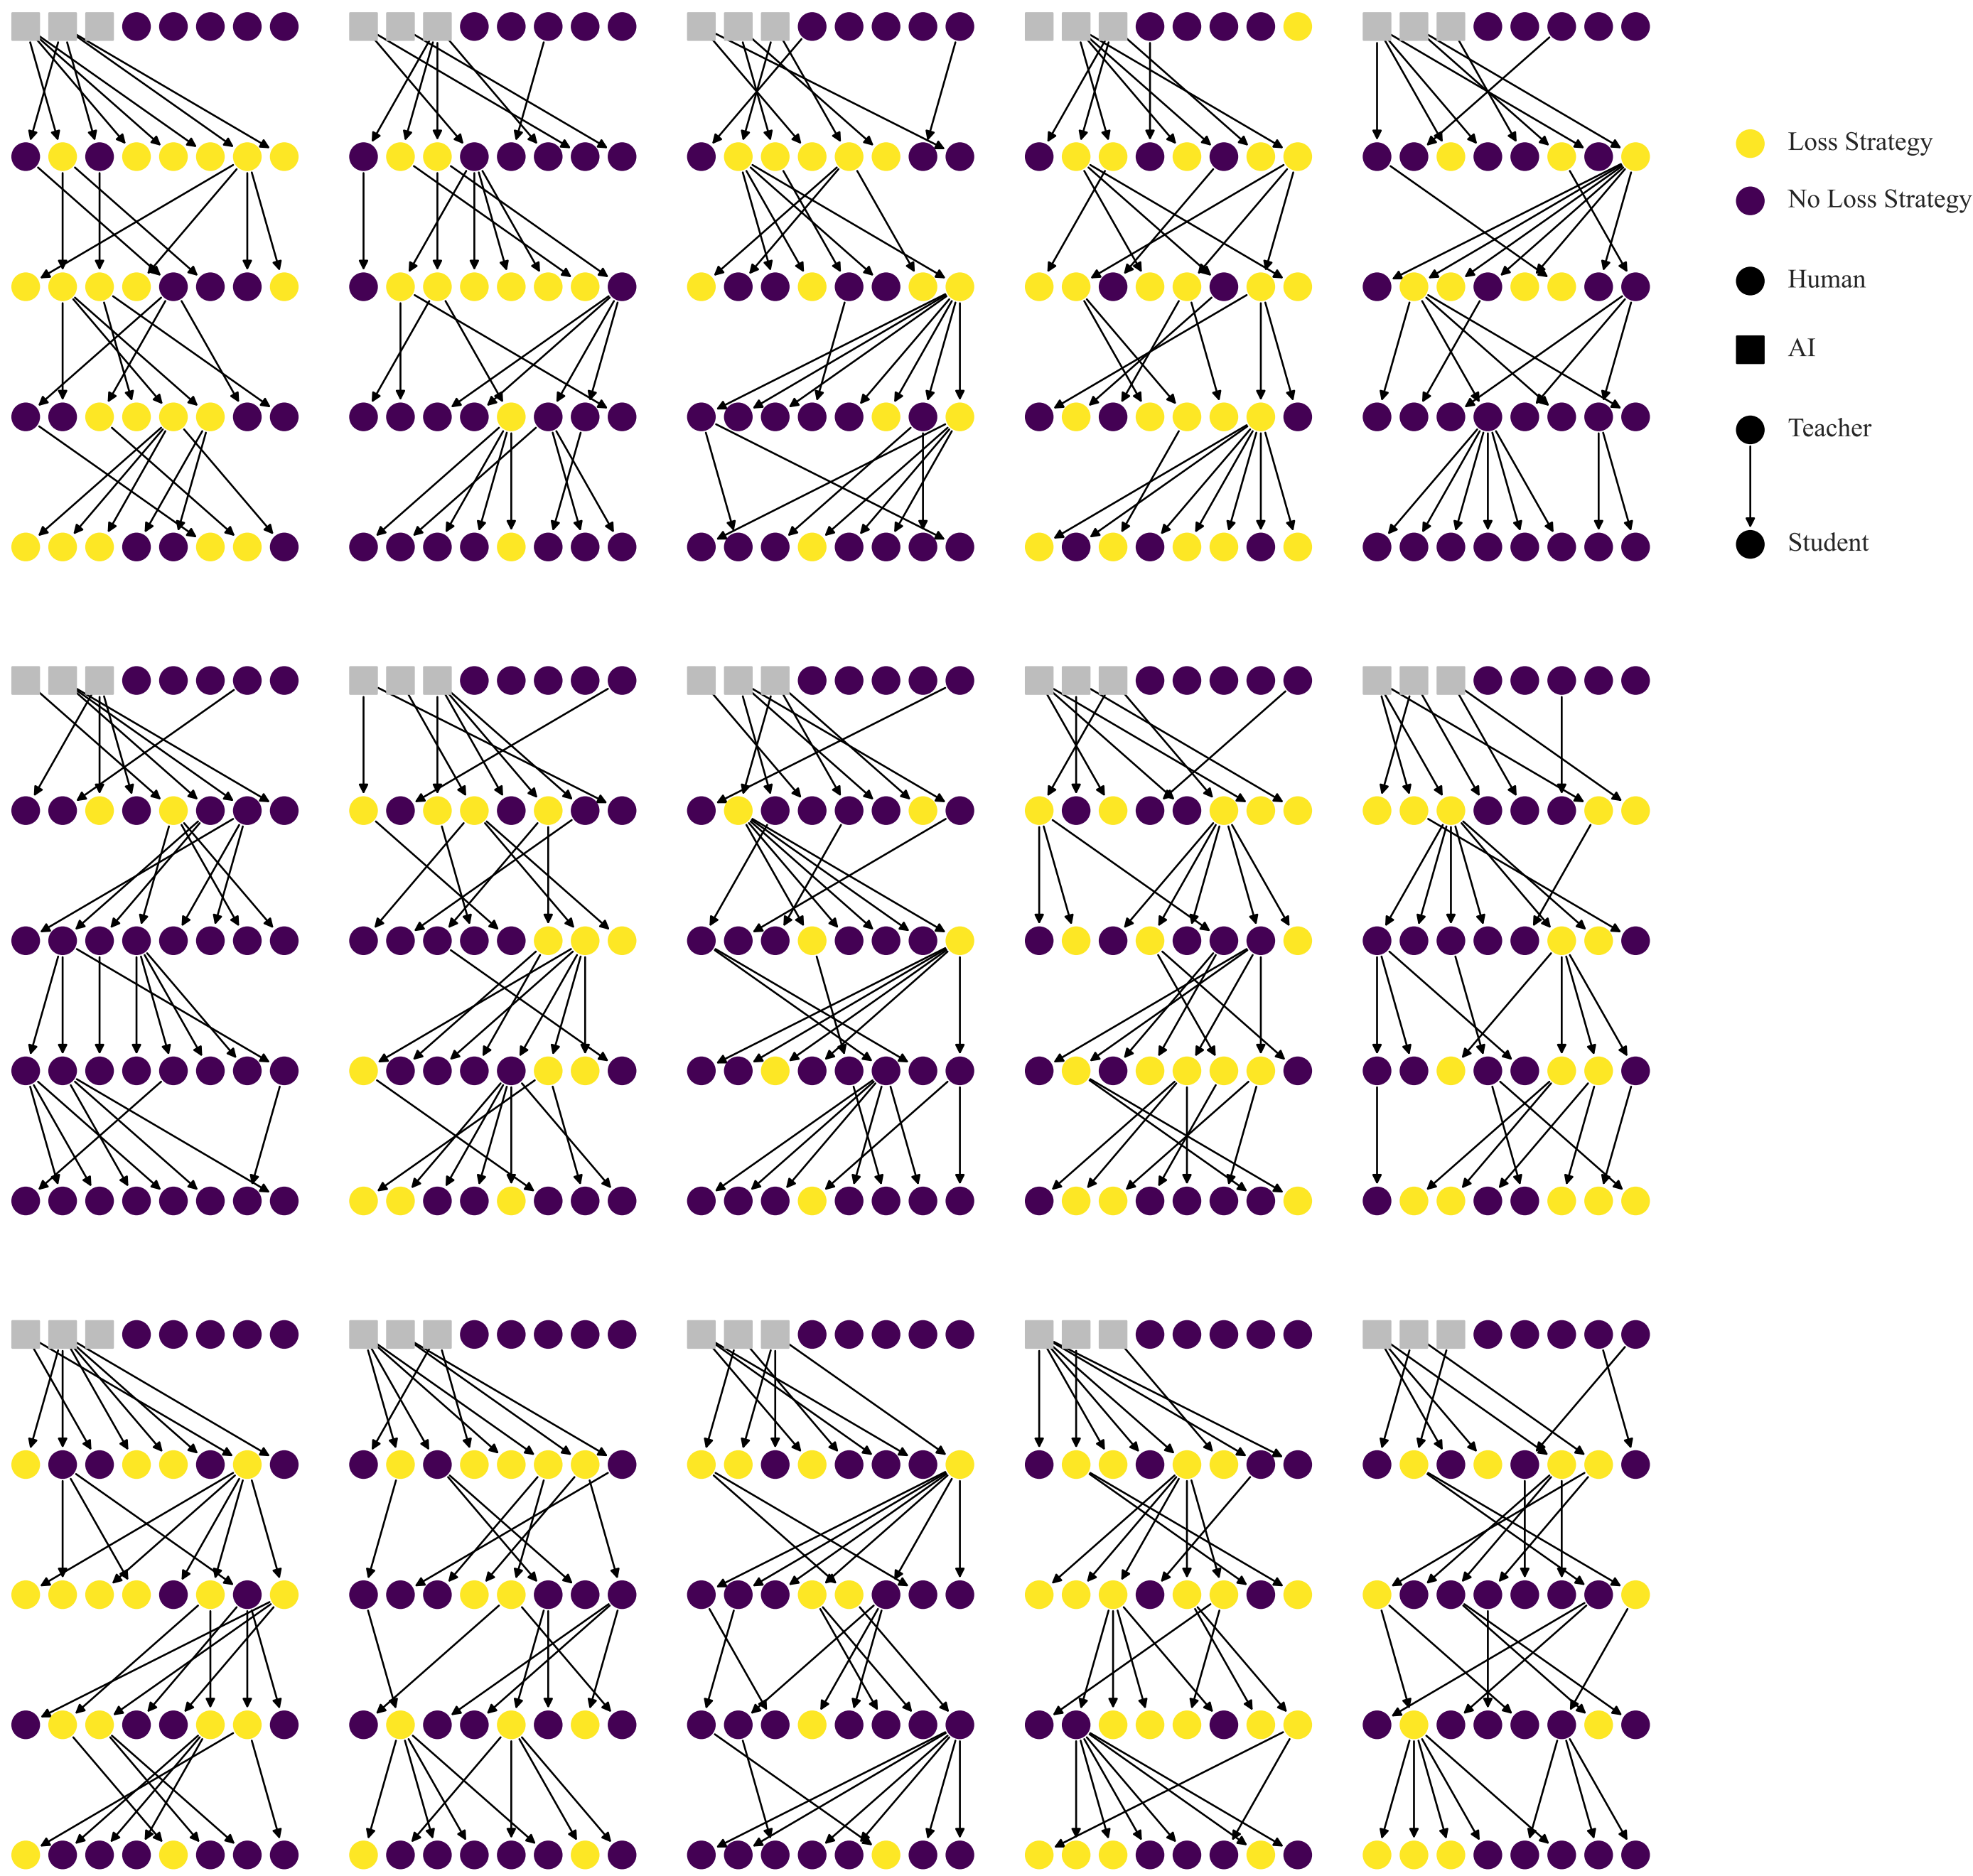 Loss Strategy
No Loss Strategy
Human
AI
Teacher
Student